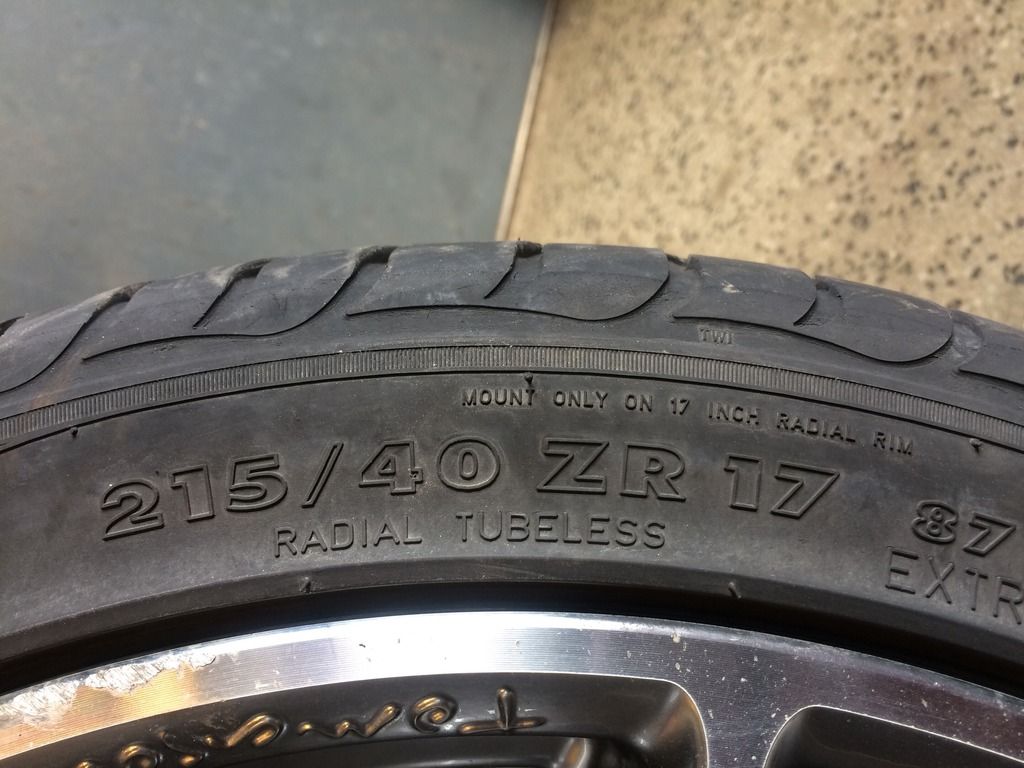 TWI
MOUNT ONLY ON 17 INCH RADIAL RIM
215/40 ZR 17 87
RADIAL TUBELESS
EXTR